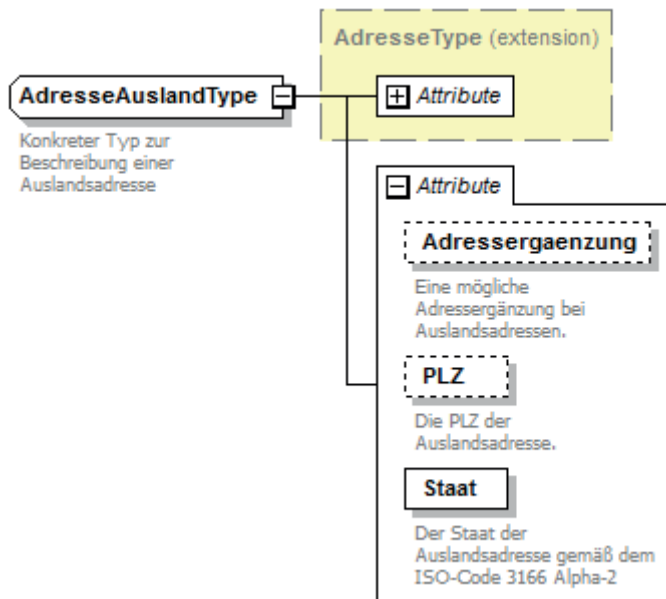 AdresseType (extension)
AdresseAuslandType
Attribute
Konkreter Typ zur
Beschreibung einer
Auslandsadresse
Attribute
Adressergaenzung
Eine mögliche
Adressergänzung bei
Auslandsadressen.
PLZ
Die PLZ der
Auslandsadresse.
Staat
Der Staat der
Auslandsadresse gemäß dem
ISO-Code 3166 Alpha-2